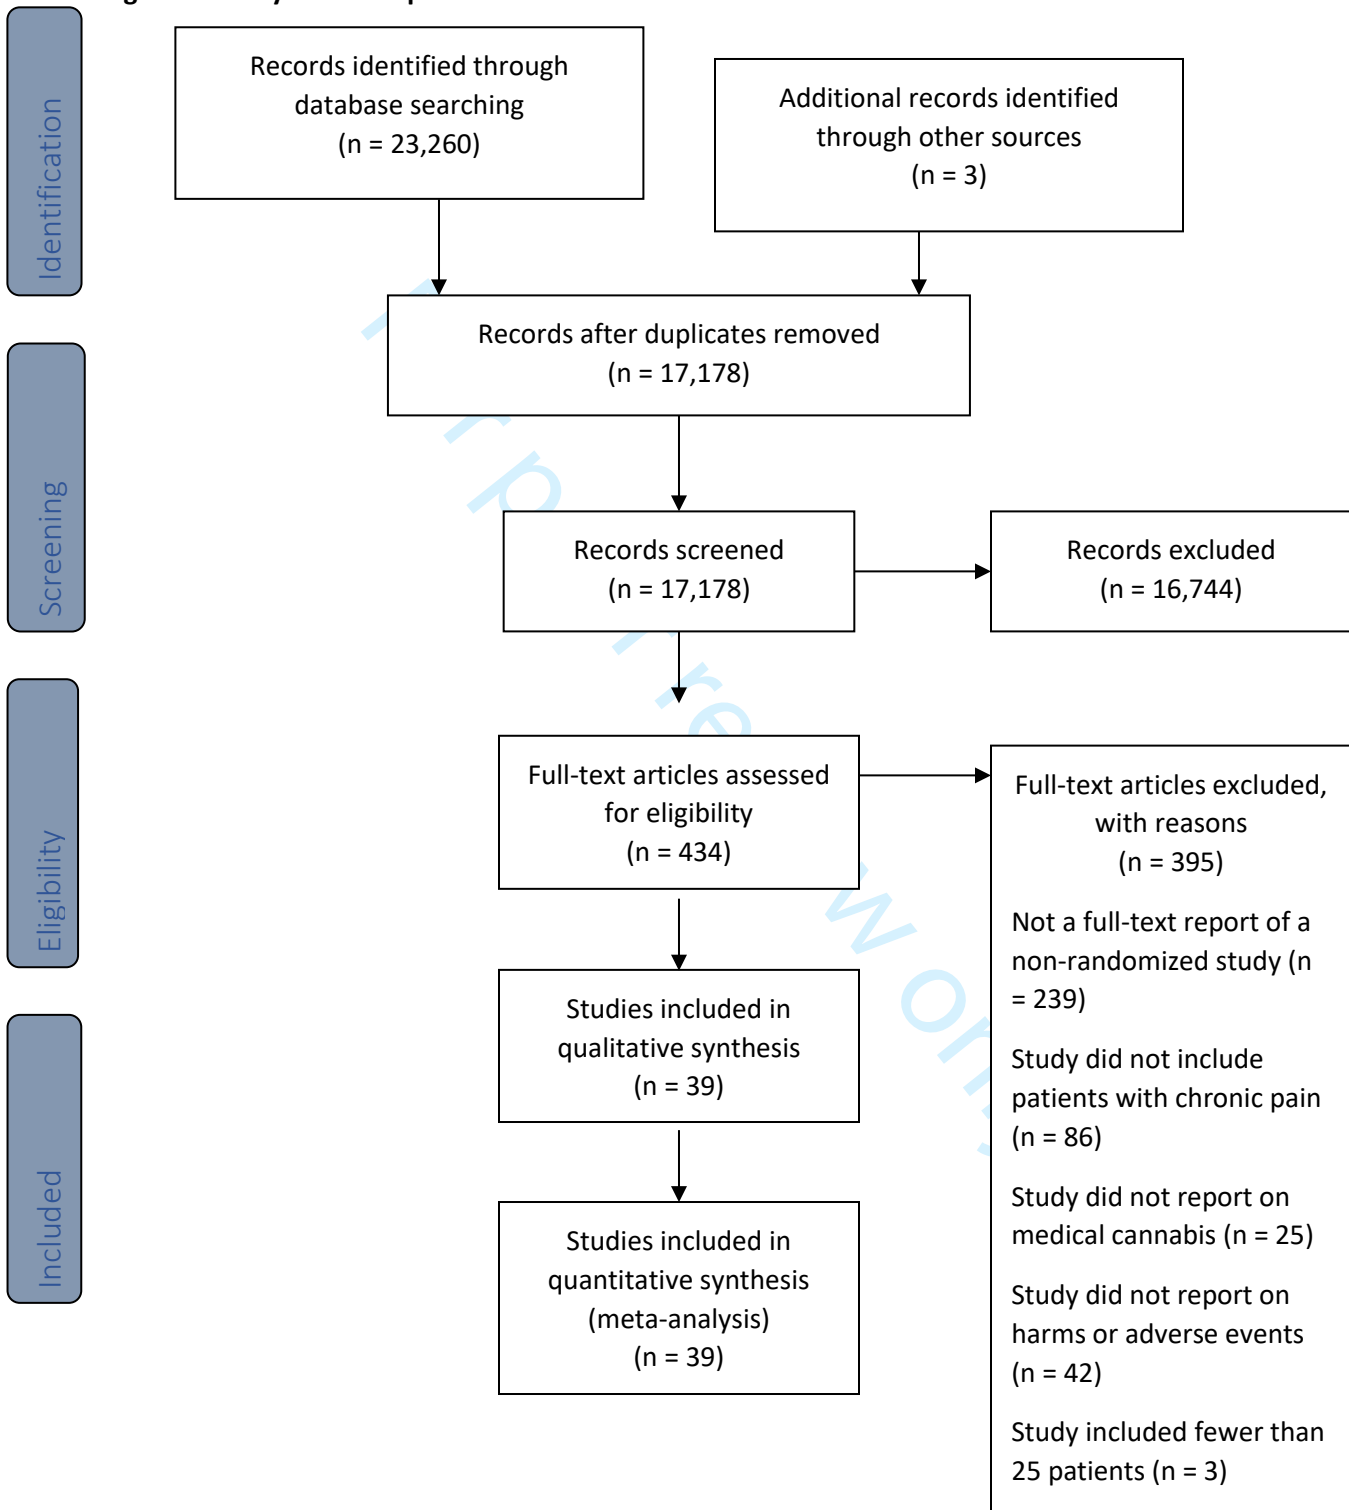 Records identified through
database searching
(n = 23,260)
Additional records identified
through other sources
(n = 3)
Identification
Records after duplicates removed
(n = 17,178)
Screening
Records screened
(n = 17,178)
Records excluded
(n = 16,744)
Eligibility
Full-text articles assessed
for eligibility
(n = 434)
Full-text articles excluded,
with reasons
(n = 395)
Not a full-text report of a
non-randomized study (n
= 239)
Study did not include
patients with chronic pain
(n = 86)
Study did not report on
medical cannabis (n = 25)
Study did not report on
harms or adverse events
(n = 42)
Study included fewer than
25 patients (n = 3)
Studies included in
qualitative synthesis
(n = 39)
Included
Studies included in
quantitative synthesis
(meta-analysis)
(n = 39)